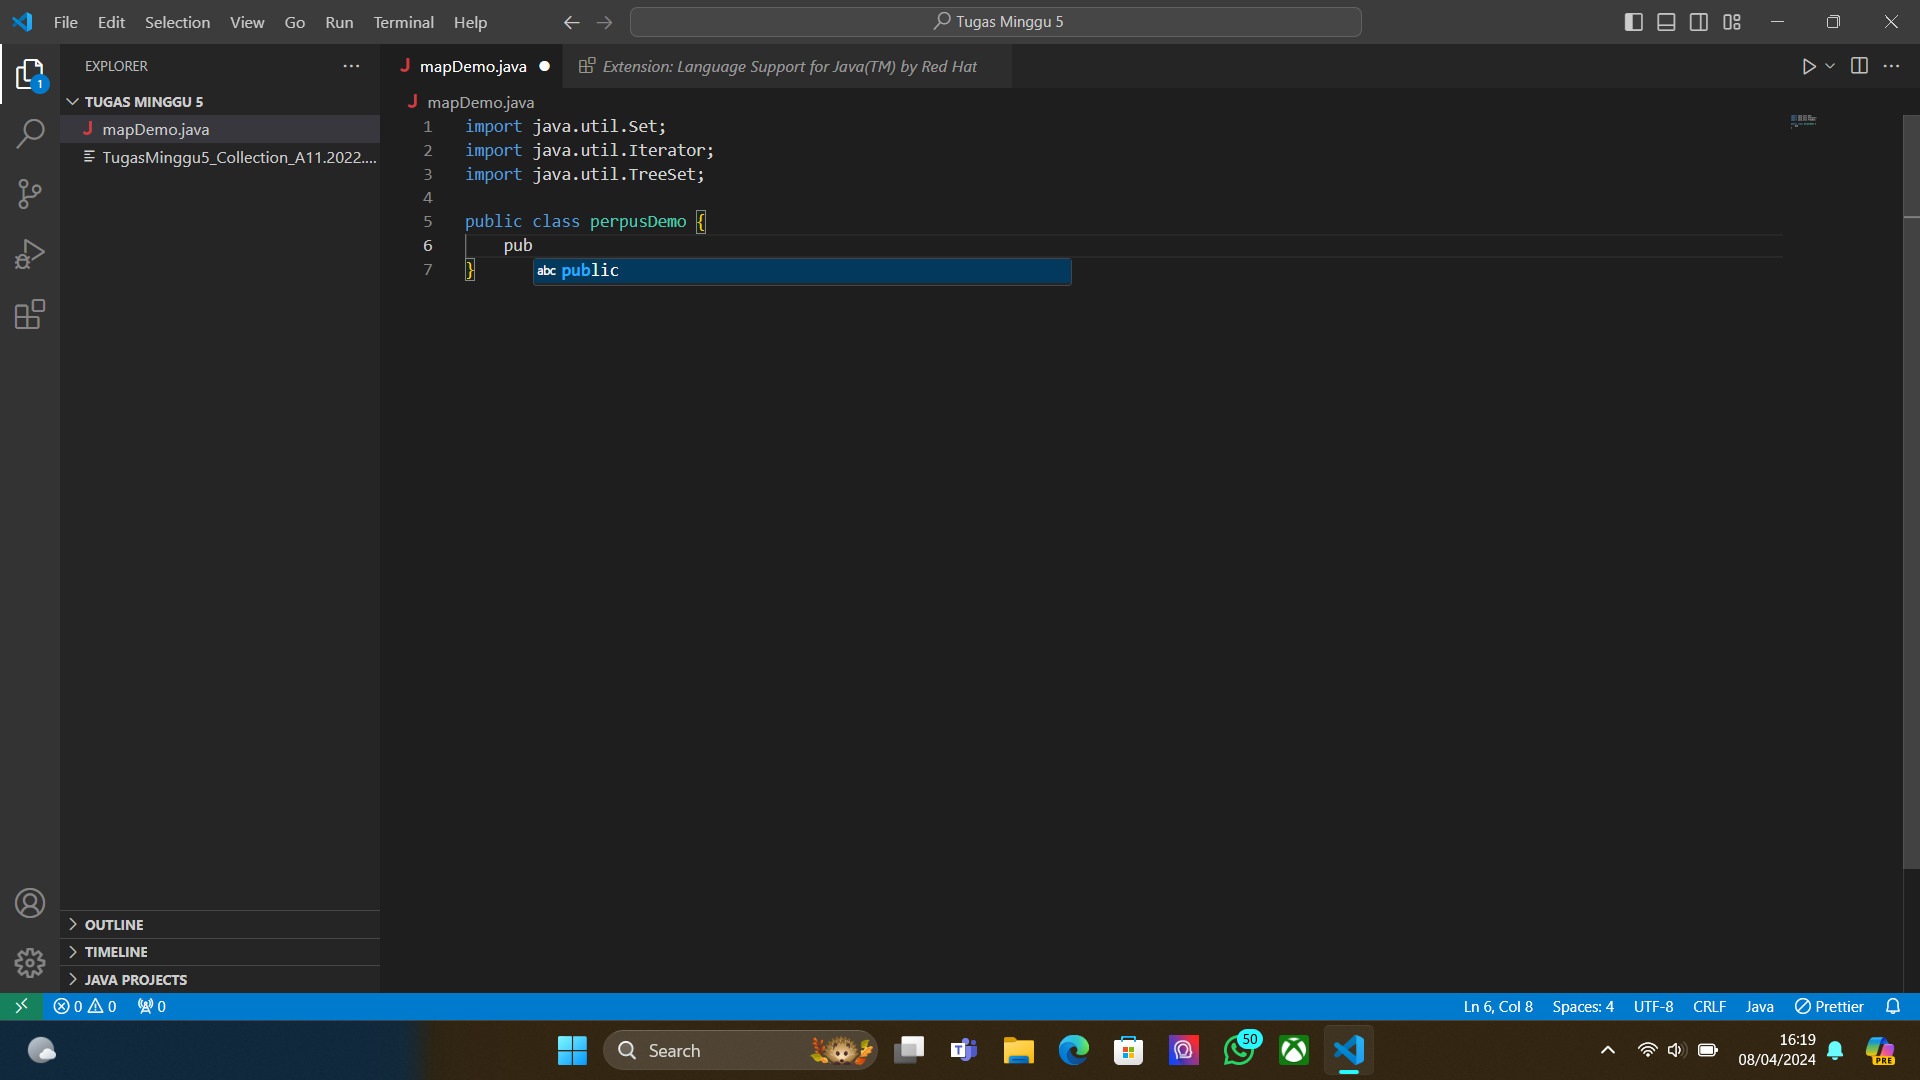 File Edit Selection View Go Run Terminal Help
Tugas Minggu 5
EXPLORER
mapDemo.java
Extension: Language Support for Java(TM) by Red Hat
TUGAS MINGGU 5
mapDemo.java
TugasMinggu5_Collection_A11.2022....
mapDemo.java
1 import java.util.Set;
2 import java.util.Iterator;
3 import java.util.TreeSet;
4
5 public class perpusDemo {
6 pub
7 }
abc public
1
OUTLINE
TIMELINE
JAVA PROJECTS
0 0 0
Ln 6, Col 8 Spaces: 4 UTF-8 CRLF Java Prettier
Search
50
16:19
08/04/2024
PRE